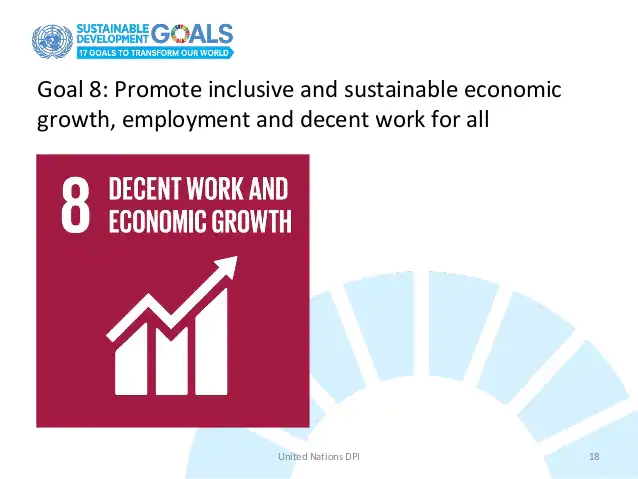 SUSTAINABLE
DEVELOPMENT
GOALS
17 GOALS TO TRANSFORM OUR WORLD
Goal 8: Promote inclusive and sustainable economic
growth, employment and decent work for all
8
DECENT WORK AND
ECONOMIC GROWTH
United Nations DPI
18